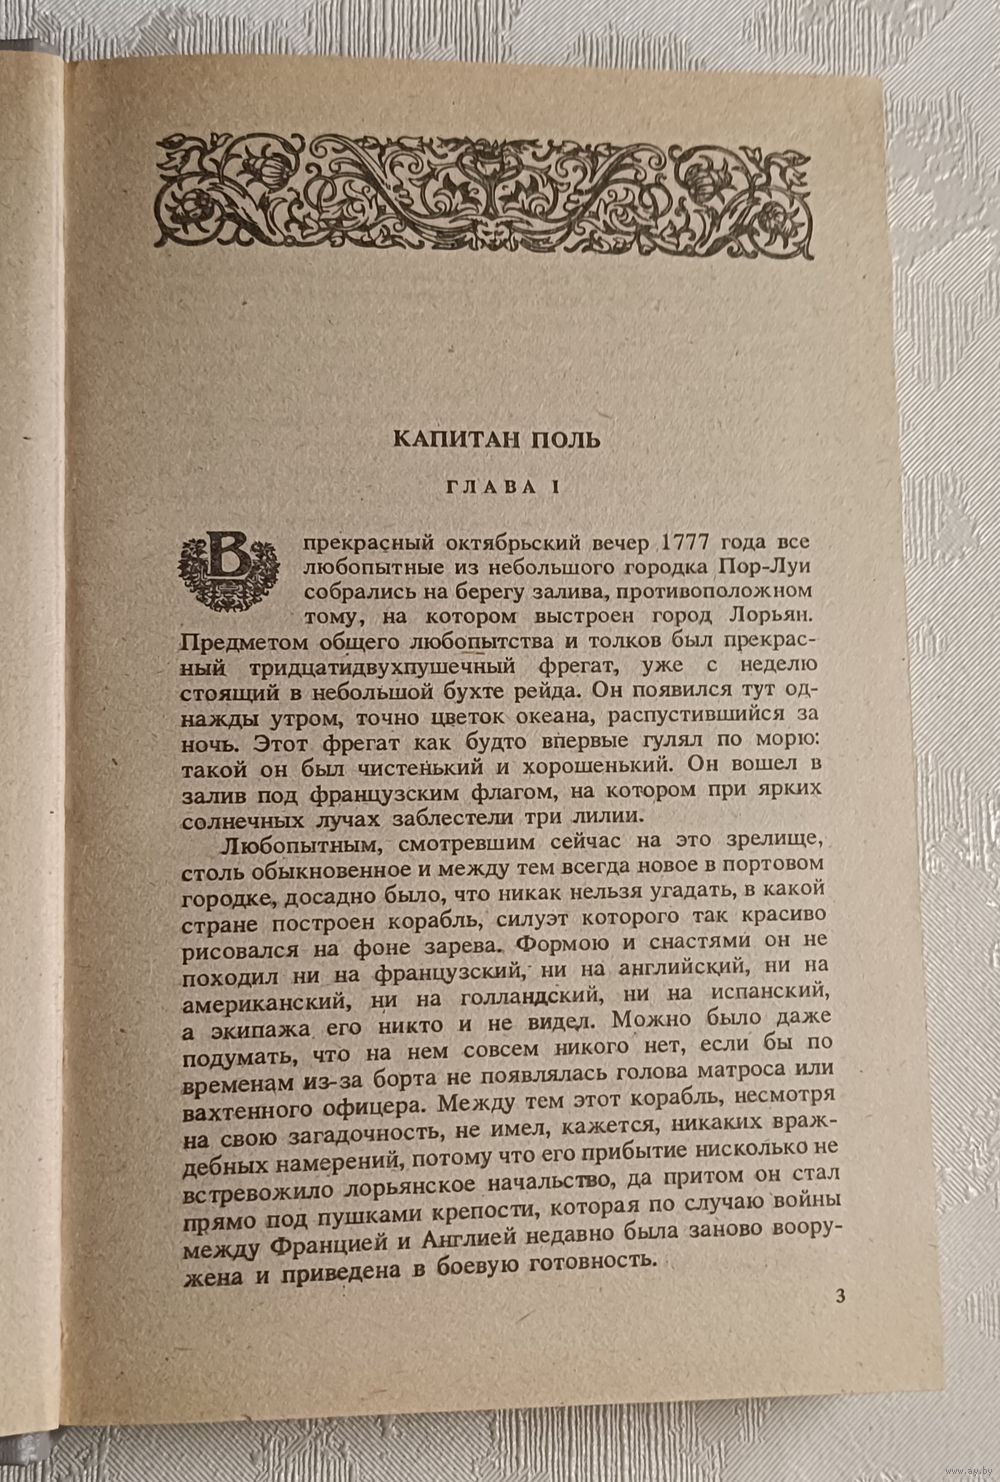 КАПИТАН ПОЛЬ
ГЛАВА I
В прекрасный октябрьский вечер 1777 года все
любопытные из небольшого городка Пор-Луи
собрались на берегу залива, противоположном
тому, на котором выстроен город Лорьян.
Предметом общего любопытства и толков был прекрас-
ный тридцатидвухпушечный фрегат, уже с неделю
стоящий в небольшой бухте рейда. Он появился тут од-
нажды утром, точно цветок океана, распустившийся за
ночь. Этот фрегат как будто впервые гулял по морю:
такой он был чистенький и хорошенький. Он вошел в
залив под французским флагом, на котором при ярких
солнечных лучах заблестели три лилии.
Любопытным, смотревшим сейчас на это зрелище,
столь обыкновенное и между тем всегда новое в портовом
городке, досадно было, что никак нельзя угадать, в какой
стране построен корабль, силуэт которого так красиво
рисовался на фоне зарева. Формою и снастями он не
походил ни на французский, ни на английский, ни на
американский, ни на голландский, ни на испанский,
а экипажа его никто и не видел. Можно было даже
подумать, что на нем совсем никого нет, если бы по
временам из-за борта не появлялась голова матроса или
вахтенного офицера. Между тем этот корабль, несмотря
на свою загадочность, не имел, кажется, никаких враж-
дебных намерений, потому что его прибытие нисколько не
встревожило лорьянское начальство, да притом он стал
прямо под пушками крепости, которая по случаю войны
между Францией и Англией недавно была заново воору-
жена и приведена в боевую готовность.
3
www.ay.by